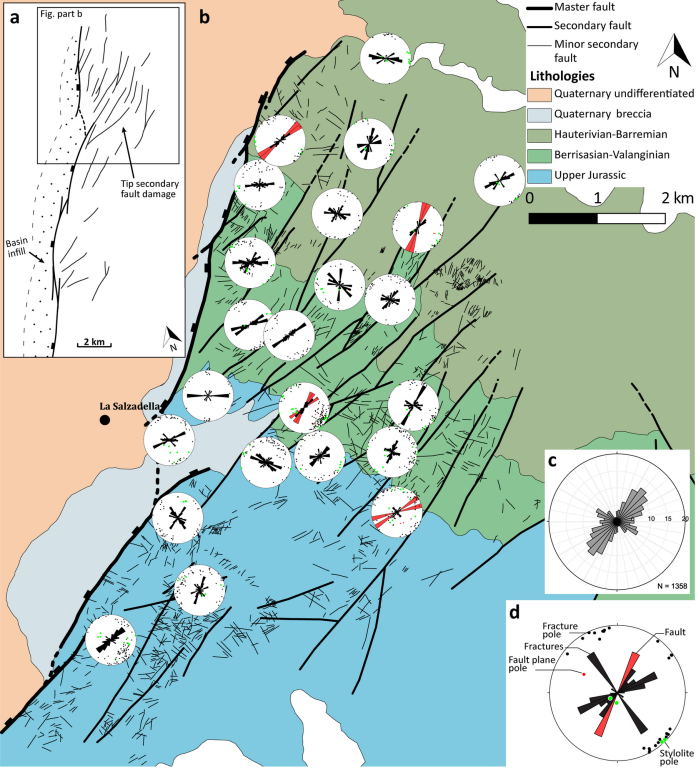 a
Fig. part b
Tip secondary
fault damage
Basin
infill
2 km
N
b
La Salzadella
Master fault
Secondary fault
Minor secondary
fault
N
Lithologies
Quaternary undifferentiated
Quaternary breccia
Hauterivian-Barremian
Berrisasian-Valanginian
Upper Jurassic
0 1 2 km
c
10 15 20
N = 1358
d
Fracture
pole
Fractures
Fault plane
pole
Fault
Stylolite
pole